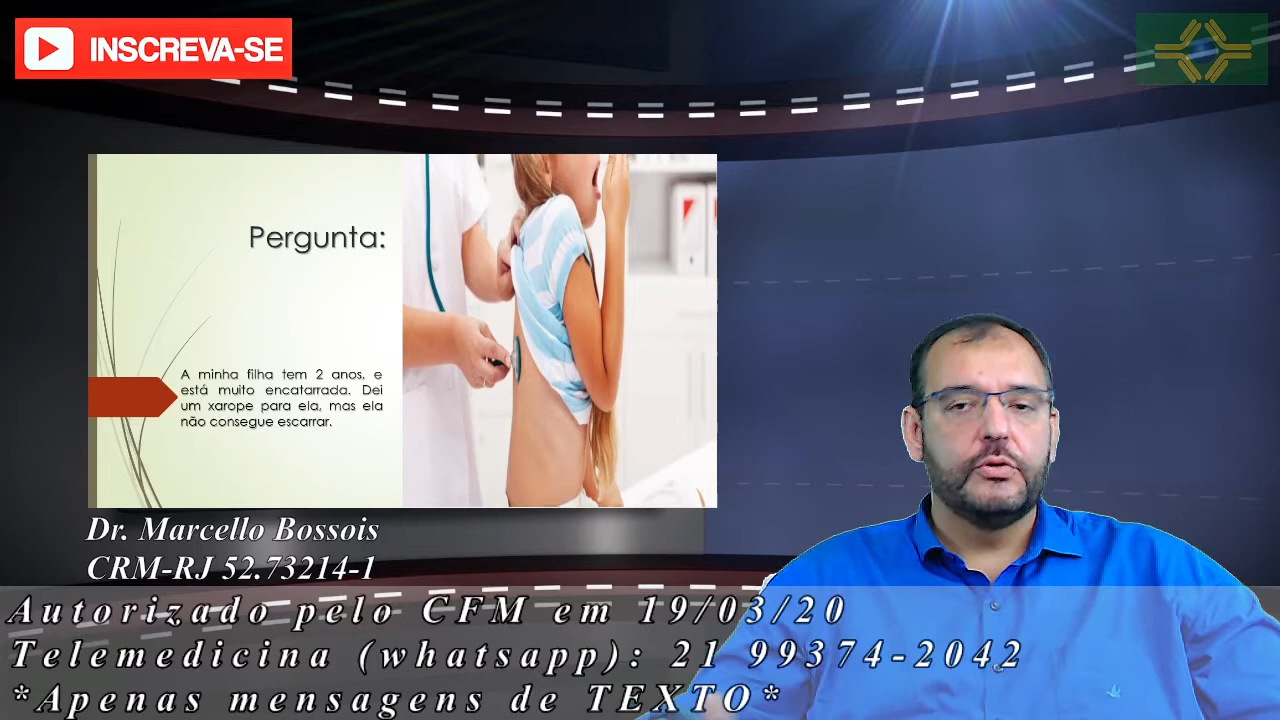 INSCREVA-SE
Pergunta:
A minha filha tem 2 anos, e
está muito encatarrada. Dei
um xarope para ela, mas ela
não consegue escarrar.
Dr. Marcello Bossois
CRM-RJ 52.73214-1
Autorizado pelo CFM em 19/03/20
Telemedicina (whatsapp): 21 99374-2042
*Apenas mensagens de TEXTO*